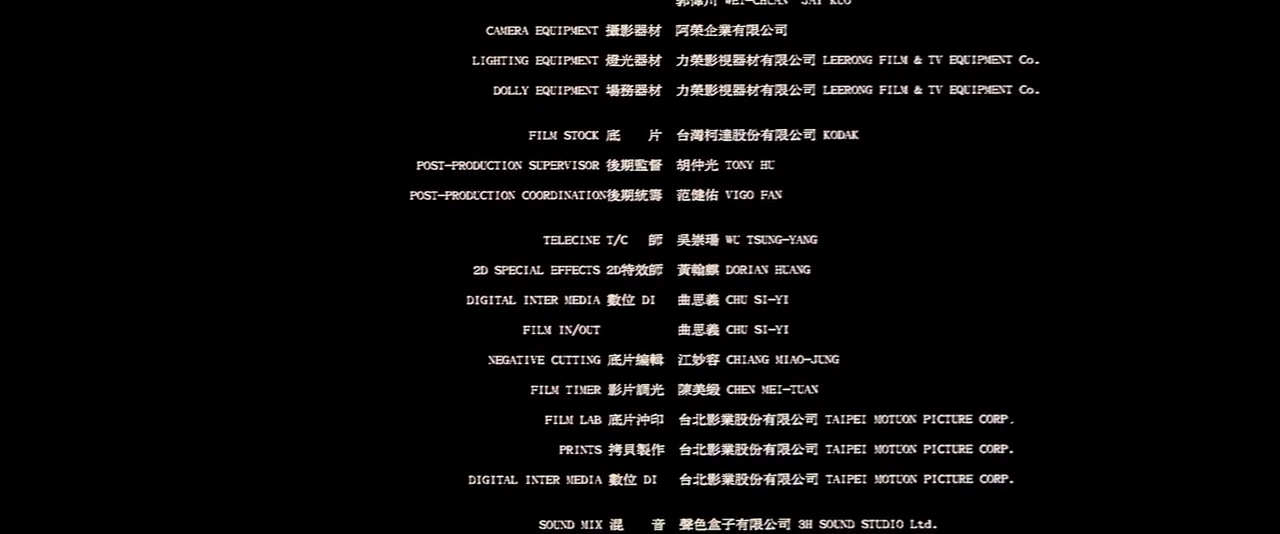 郭偉川 WEI-CHUAN "JAY" KUO
CAMERA EQUIPMENT 攝影器材 阿榮企業有限公司
LIGHTING EQUIPMENT 燈光器材 力榮影視器材有限公司 LEERONG FILM & TV EQUIPMENT Co.
DOLLY EQUIPMENT 場務器材 力榮影視器材有限公司 LEERONG FILM & TV EQUIPMENT Co.
FILM STOCK 底 片 台灣柯達股份有限公司 KODAK
POST-PRODUCTION SUPERVISOR 後期監督 胡仲光 TONY HU
POST-PRODUCTION COORDINATION後期統籌 范健佑 VIGO FAN
TELECINE T/C 師 吳崇瑒 WU TSUNG-YANG
2D SPECIAL EFFECTS 2D特效師 黃翰麒 DORIAN HUANG
DIGITAL INTER MEDIA 數位 DI 曲思義 CHU SI-YI
FILM IN/OUT 曲思義 CHU SI-YI
NEGATIVE CUTTING 底片編輯 江妙容 CHIANG MIAO-JUNG
FILM TIMER 影片調光 陳美緞 CHEN MEI-TUAN
FILM LAB 底片沖印 台北影業股份有限公司 TAIPEI MOTUON PICTURE CORP.
PRINTS 拷貝製作 台北影業股份有限公司 TAIPEI MOTUON PICTURE CORP.
DIGITAL INTER MEDIA 數位 DI 台北影業股份有限公司 TAIPEI MOTUON PICTURE CORP.
SOUND MIX 混 音 聲色盒子有限公司 3H SOUND STUDIO Ltd.